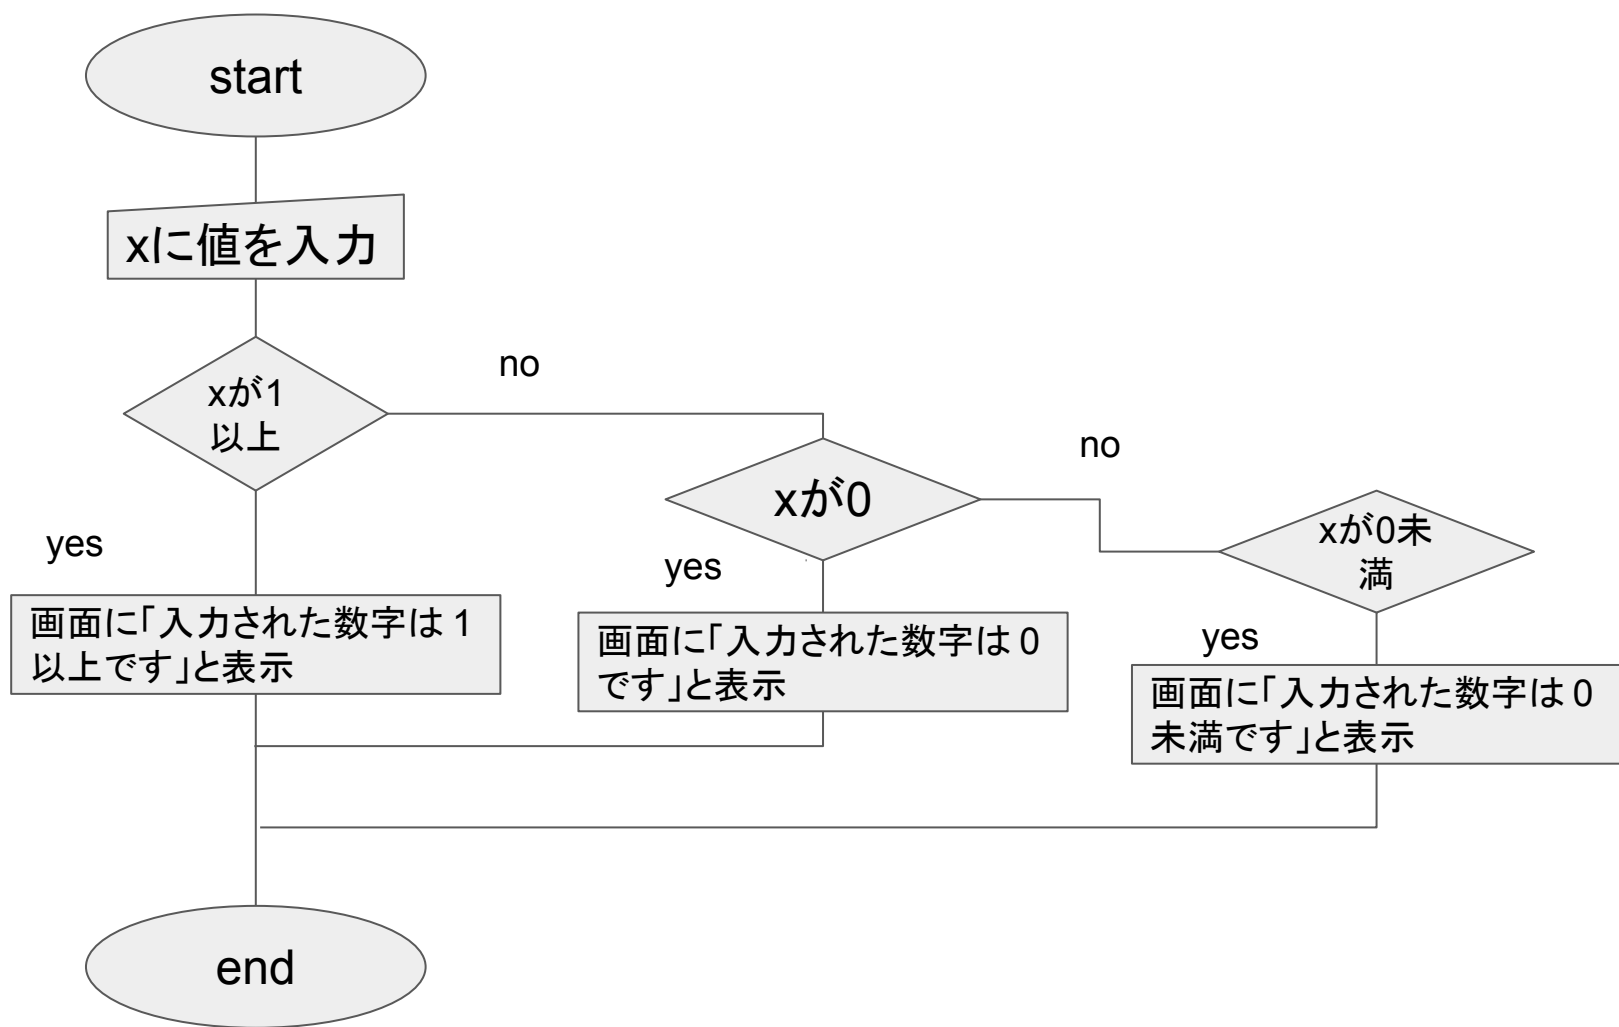 start
xに値を入力
xが1
以上
no
xが0
no
xが0未
満
yes
yes
yes
画面に「入力された数字は1
以上です」と表示
画面に「入力された数字は0
です」と表示
画面に「入力された数字は0
未満です」と表示
end